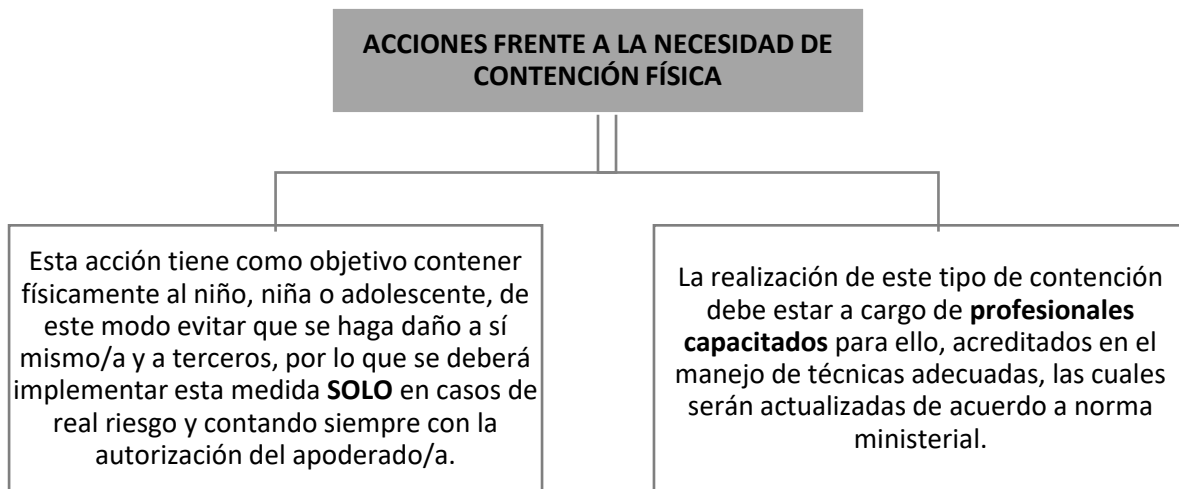 ACCIONES FRENTE A LA NECESIDAD DE
CONTENCIÓN FÍSICA
Esta acción tiene como objetivo contener
físicamente al niño, niña o adolescente, de
este modo evitar que se haga daño a sí
mismo/a y a terceros, por lo que se deberá
implementar esta medida SOLO en casos de
real riesgo y contando siempre con la
autorización del apoderado/a.
La realización de este tipo de contención
debe estar a cargo de profesionales
capacitados para ello, acreditados en el
manejo de técnicas adecuadas, las cuales
serán actualizadas de acuerdo a norma
ministerial.